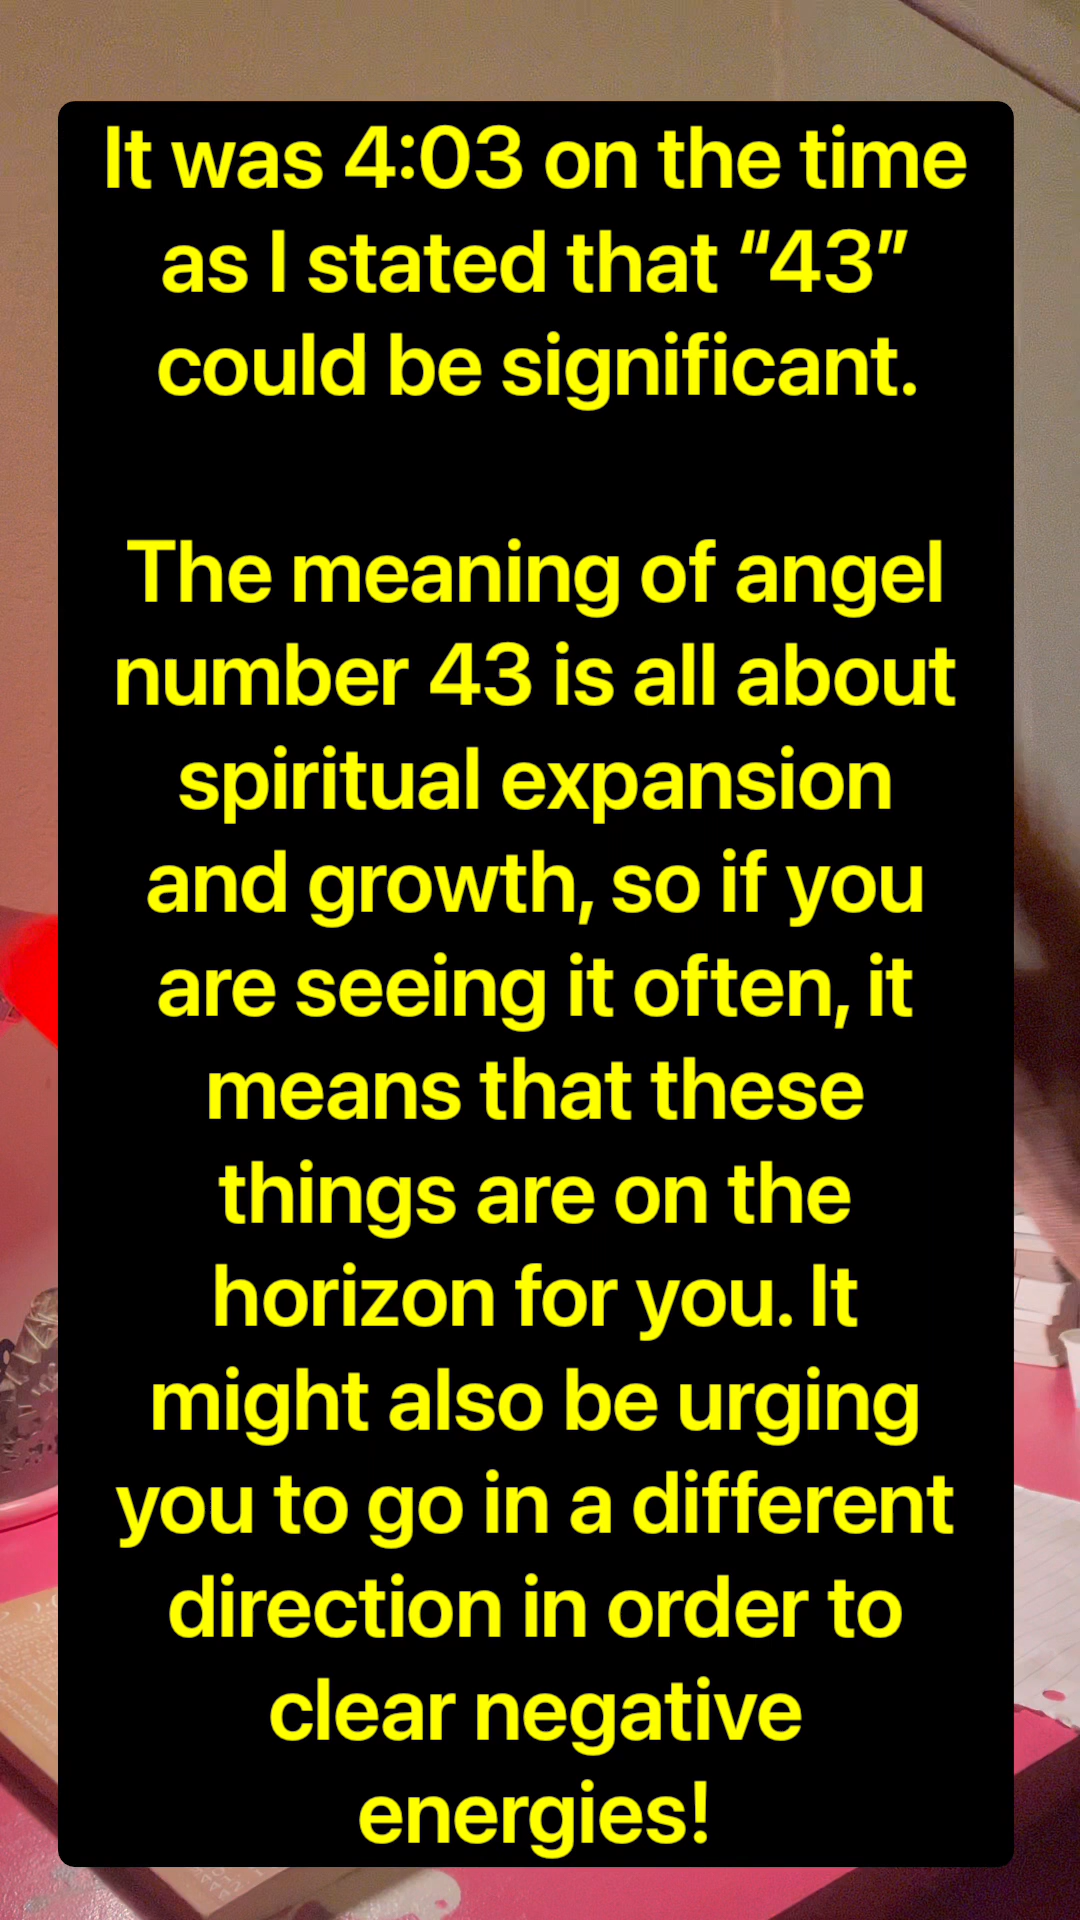 It was 4:03 on the time
as I stated that “43”
could be significant.
The meaning of angel
number 43 is all about
spiritual expansion
and growth, so if you
are seeing it often, it
means that these
things are on the
horizon for you. It
might also be urging
you to go in a different
direction in order to
clear negative
energies!